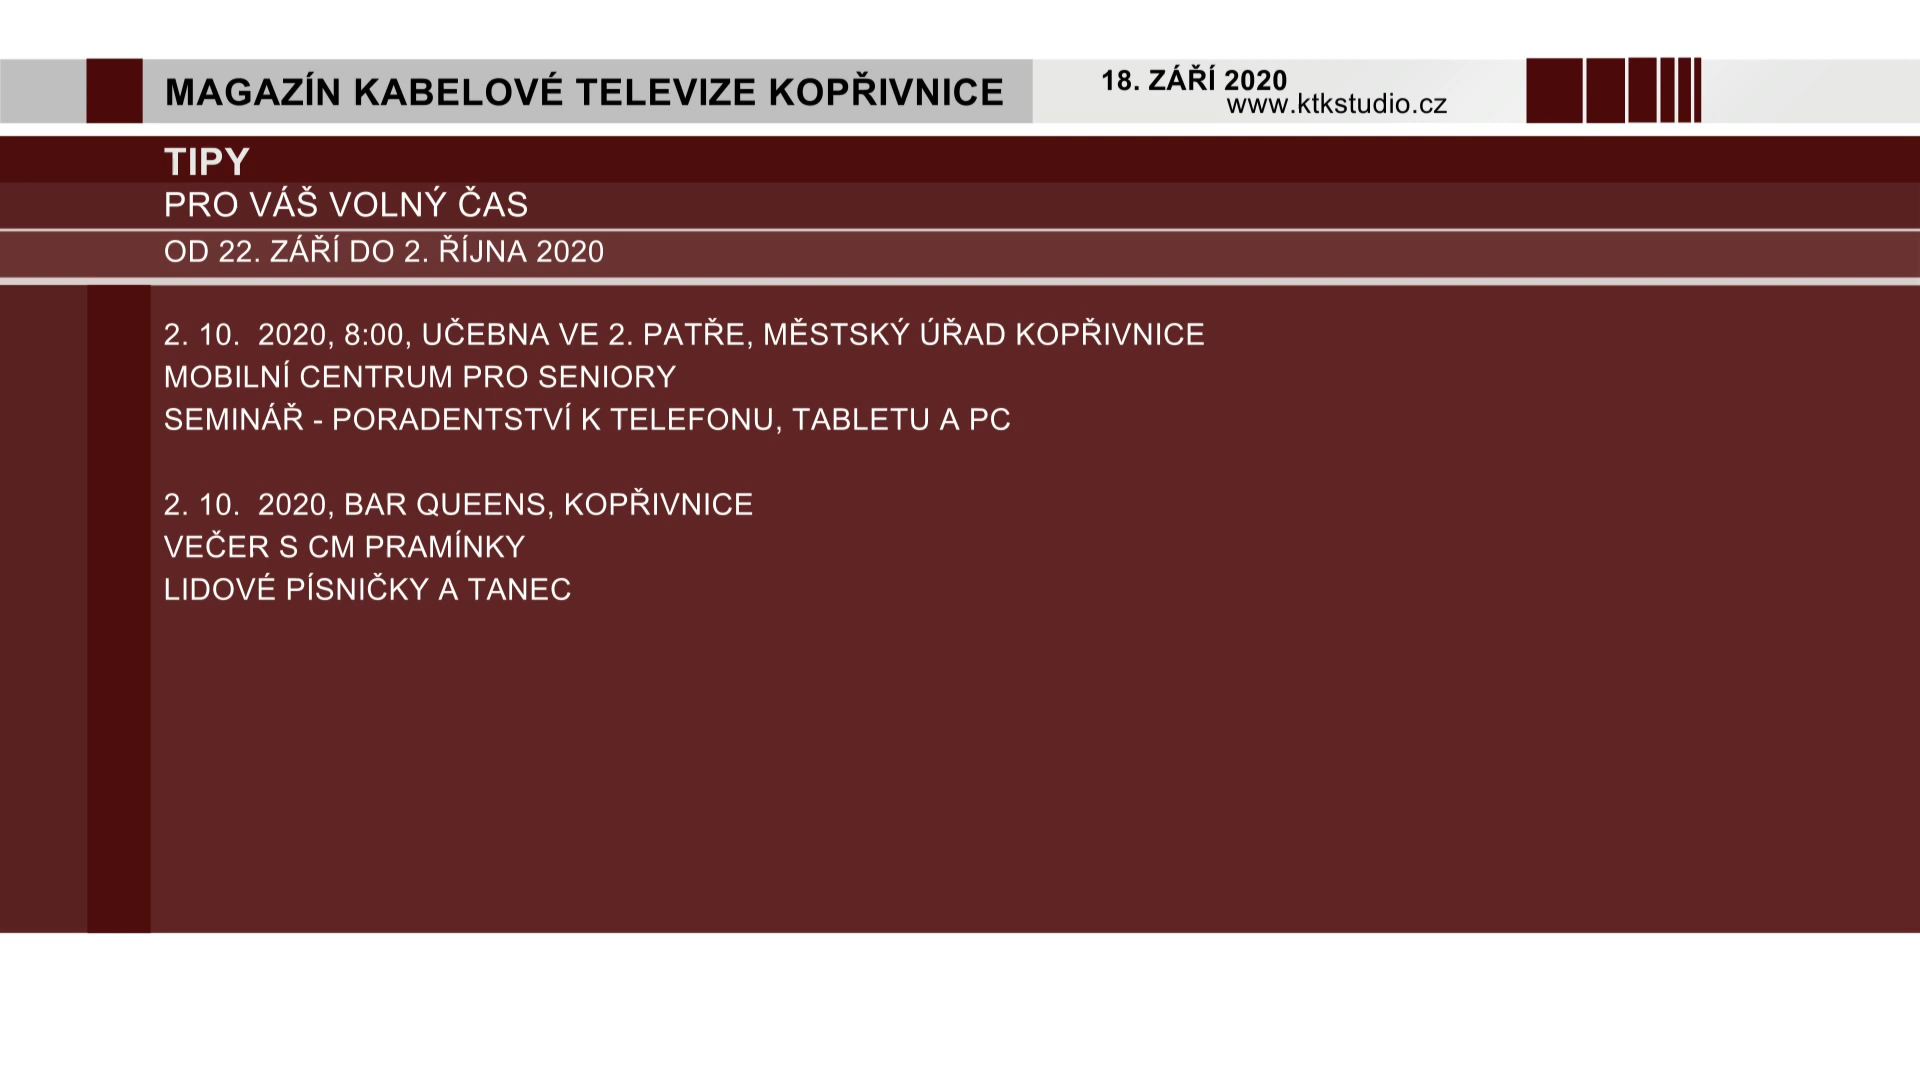 MAGAZÍN KABELOVÉ TELEVIZE KOPŘIVNICE
18. ZÁŘÍ 2020
www.ktkstudio.cz
TIPY
PRO VÁŠ VOLNÝ ČAS
OD 22. ZÁŘÍ DO 2. ŘÍJNA 2020
2. 10.  2020, 8:00, UČEBNA VE 2. PATŘE, MĚSTSKÝ ÚŘAD KOPŘIVNICE
MOBILNÍ CENTRUM PRO SENIORY
SEMINÁŘ - PORADENTSTVÍ K TELEFONU, TABLETU A PC
2. 10.  2020, BAR QUEENS, KOPŘIVNICE
VEČER S CM PRAMÍNKY
LIDOVÉ PÍSNIČKY A TANEC